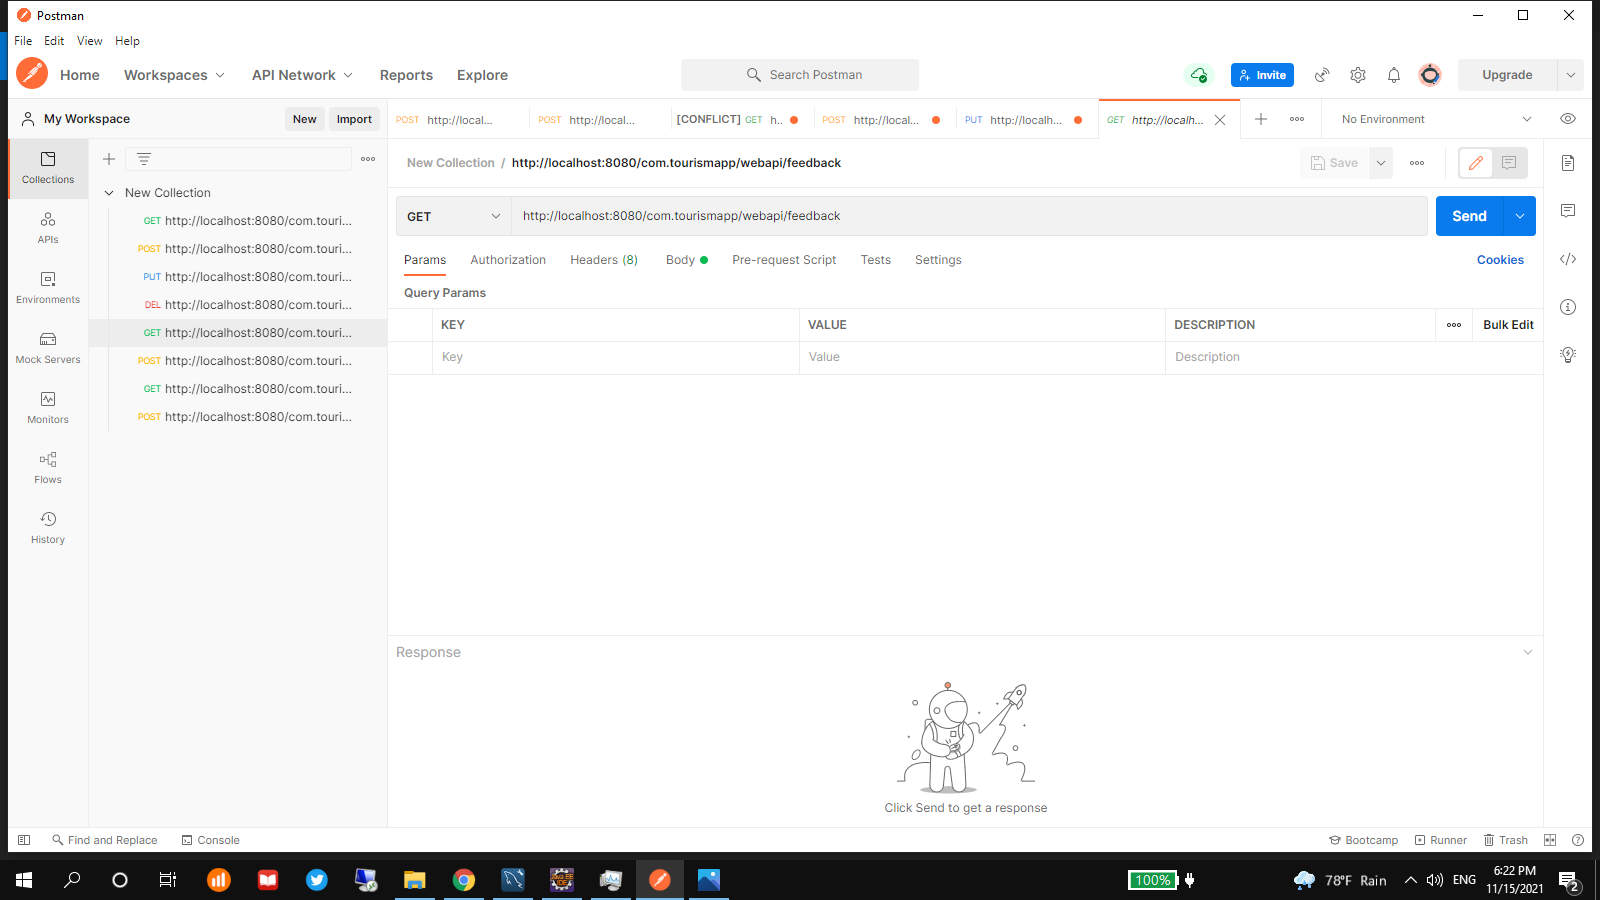 Postman
File Edit View Help
Home Workspaces API Network Reports Explore Search Postman Invite Upgrade
My Workspace New Import
POST http://local...
POST http://local...
[CONFLICT] GET h..
POST http://local...
PUT http://localh...
GET http://localh...
No Environment
Collections
APIs
Environments
Mock Servers
Monitors
Flows
History
New Collection
GET http://localhost:8080/com.touri...
POST http://localhost:8080/com.touri...
PUT http://localhost:8080/com.touri...
DEL http://localhost:8080/com.touri...
GET http://localhost:8080/com.touri...
POST http://localhost:8080/com.touri...
GET http://localhost:8080/com.touri...
POST http://localhost:8080/com.touri...
New Collection / http://localhost:8080/com.tourismapp/webapi/feedback
Save
GET http://localhost:8080/com.tourismapp/webapi/feedback Send
Params Authorization Headers (8) Body Pre-request Script Tests Settings Cookies
Query Params
KEY VALUE DESCRIPTION Bulk Edit
Key Value Description
Response
Click Send to get a response
Find and Replace Console Bootcamp Runner Trash
100% 78°F Rain ENG 6:22 PM
11/15/2021
2